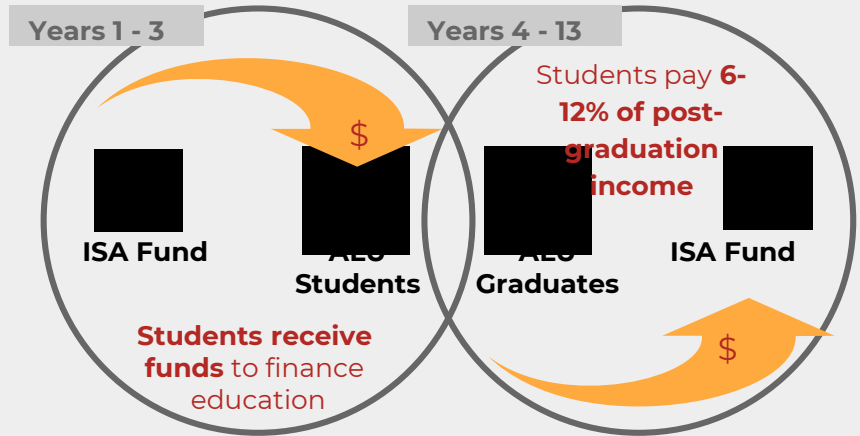 Years 1 - 3
Years 4 - 13
Students pay 6-
12% of post-
graduation
income
$
ISA Fund
Students
Graduates
ISA Fund
Students receive
funds to finance
education
$